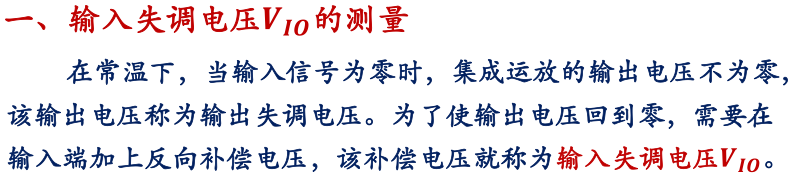 一、输入失调电压V_{IO}的测量
在常温下，当输入信号为零时，集成运放的输出电压不为零，
该输出电压称为输出失调电压。为了使输出电压回到零，需要在
输入端加上反向补偿电压，该补偿电压就称为输入失调电压V_{IO}。